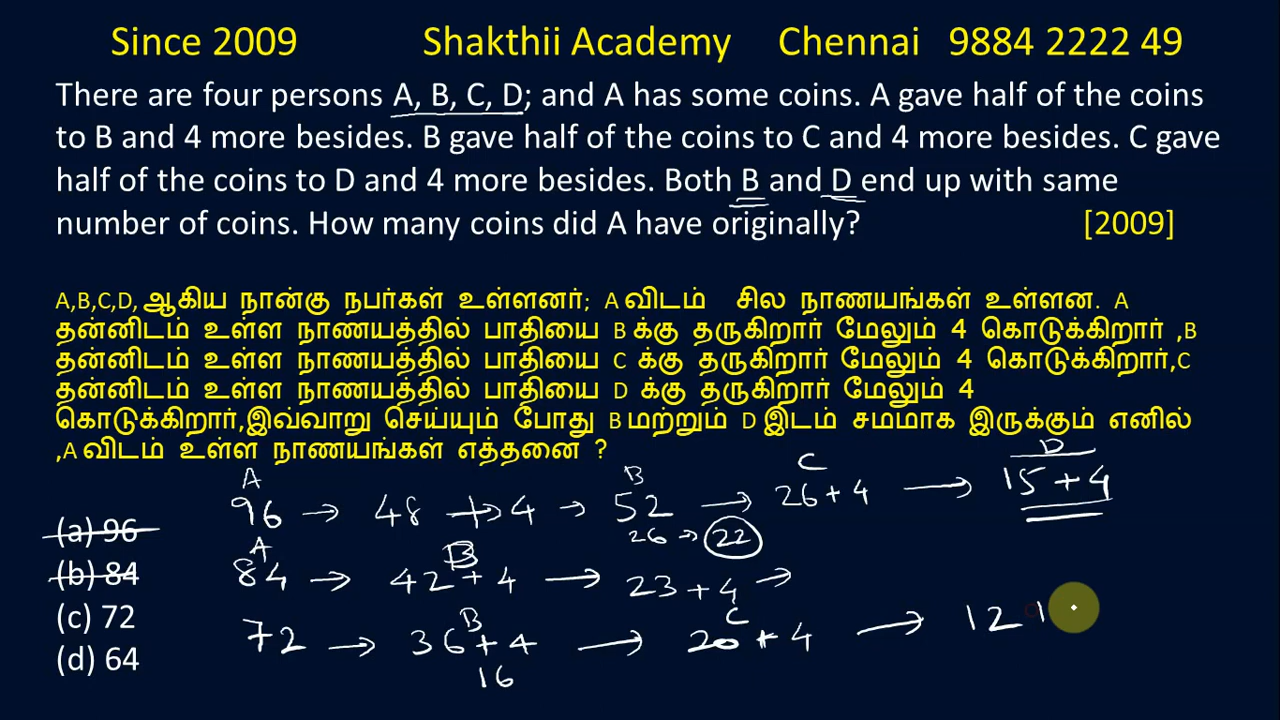 Since 2009 Shakthii Academy Chennai 9884 2222 49
There are four persons A, B, C, D; and A has some coins. A gave half of the coins
to B and 4 more besides. B gave half of the coins to C and 4 more besides. C gave
half of the coins to D and 4 more besides. Both B and D end up with same
number of coins. How many coins did A have originally? [2009]
A,B,C,D, ஆகிய நான்கு நபர்கள் உள்ளனர்; A விடம் சில நாணயங்கள் உள்ளன. A
தன்னிடம் உள்ள நாணயத்தில் பாதியை B க்கு தருகிறார் மேலும் 4 கொடுக்கிறார் ,B
தன்னிடம் உள்ள நாணயத்தில் பாதியை C க்கு தருகிறார் மேலும் 4 கொடுக்கிறார்,C
தன்னிடம் உள்ள நாணயத்தில் பாதியை D க்கு தருகிறார் மேலும் 4
கொடுக்கிறார்,இவ்வாறு செய்யும் போது B மற்றும் D இடம் சமமாக இருக்கும் எனில்
,A விடம் உள்ள நாணயங்கள் எத்தனை ?
A B C D
(a) 96 96 → 48 → 4 → 52 → 26 + 4 → 15 + 4
26 → 22
A B
(b) 84 84 → 42 + 4 → 23 + 4 →
B C
(c) 72 72 → 36 + 4 → 20 + 4 → 12 1
16
(d) 64